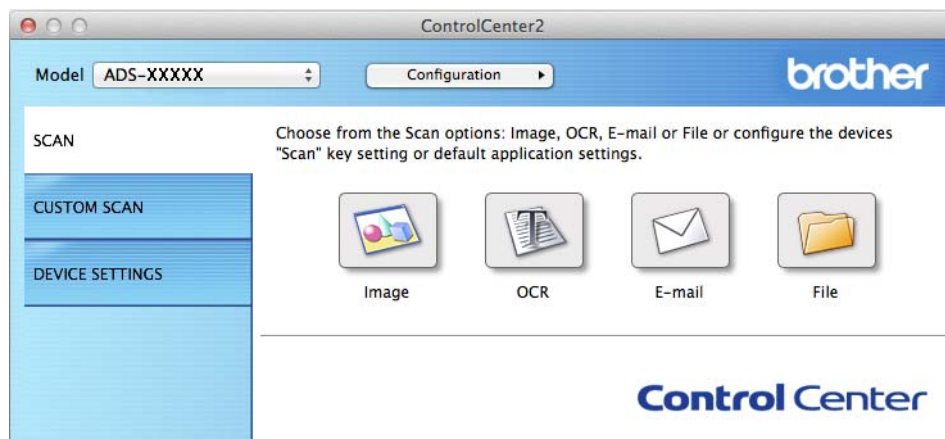 ControlCenter2
Model ADS-XXXXX Configuration brother
SCAN
Choose from the Scan options: Image, OCR, E-mail or File or configure the devices
"Scan" key setting or default application settings.
CUSTOM SCAN
DEVICE SETTINGS
Image OCR E-mail File
Control Center